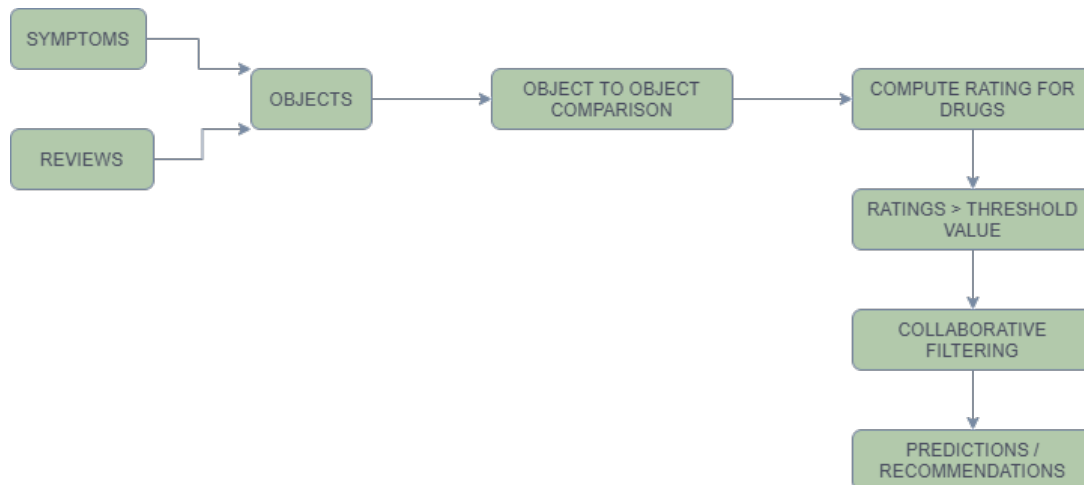 SYMPTOMS
REVIEWS
OBJECTS
OBJECT TO OBJECT
COMPARISON
COMPUTE RATING FOR
DRUGS
RATINGS > THRESHOLD
VALUE
COLLABORATIVE
FILTERING
PREDICTIONS /
RECOMMENDATIONS